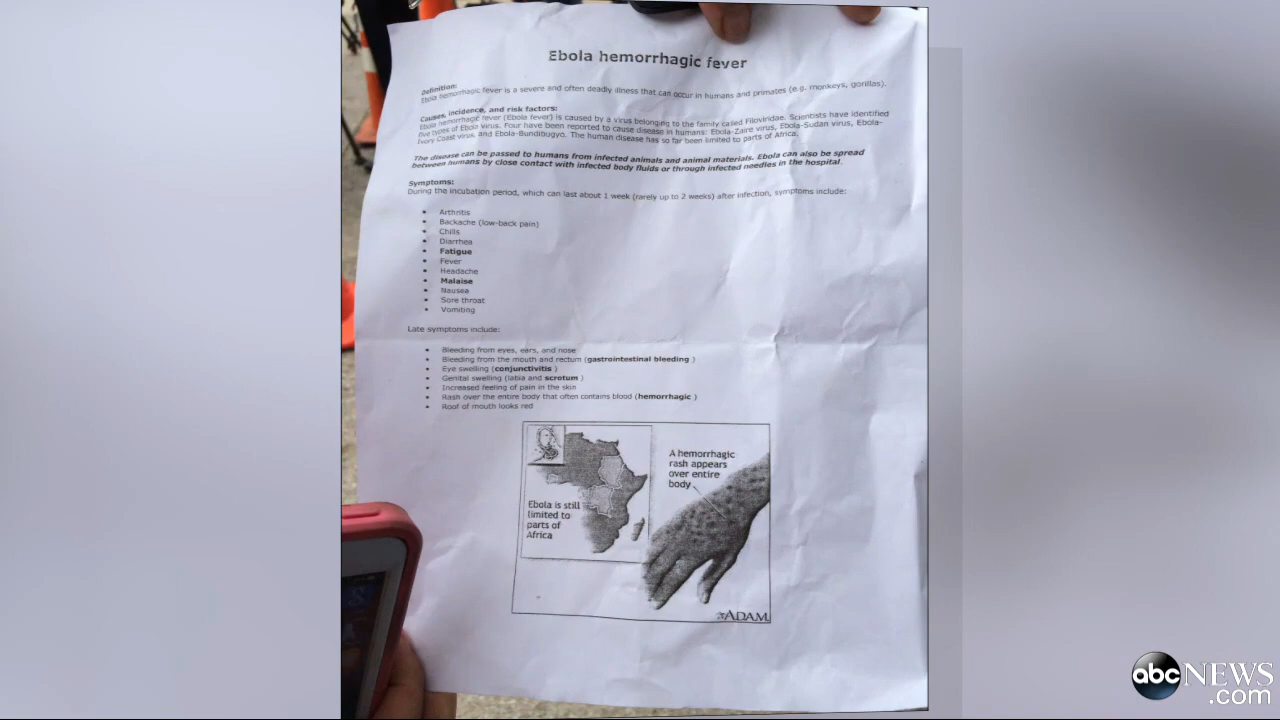 Ebola hemorrhagic fever
Definition:
Ebola hemorrhagic fever is a severe and often deadly illness that can occur in humans and primates (e.g. monkeys, gorillas).
Causes, incidence, and risk factors:
Ebola hemorrhagic fever (Ebola fever) is caused by a virus belonging to the family called Filoviridae. Scientists have identified
five types of Ebola virus. Four have been reported to cause disease in humans: Ebola-Zaire virus, Ebola-Sudan virus, Ebola-
Ivory Coast virus, and Ebola-Bundibugyo. The human disease has so far been limited to parts of Africa.
The disease can be passed to humans from infected animals and animal materials. Ebola can also be spread
between humans by close contact with infected body fluids or through infected needles in the hospital.
Symptoms:
During the incubation period, which can last about 1 week (rarely up to 2 weeks) after infection, symptoms include:
• Arthritis
• Backache (low-back pain)
• Chills
• Diarrhea
• Fatigue
• Fever
• Headache
• Malaise
• Nausea
• Sore throat
• Vomiting
Late symptoms include:
• Bleeding from eyes, ears, and nose
• Bleeding from the mouth and rectum (gastrointestinal bleeding )
• Eye swelling (conjunctivitis )
• Genital swelling (labia and scrotum )
• Increased feeling of pain in the skin
• Rash over the entire body that often contains blood (hemorrhagic )
• Roof of mouth looks red
Ebola is still
limited to
parts of
Africa
A hemorrhagic
rash appears
over entire
body
ADAM.
abc NEWS
.com